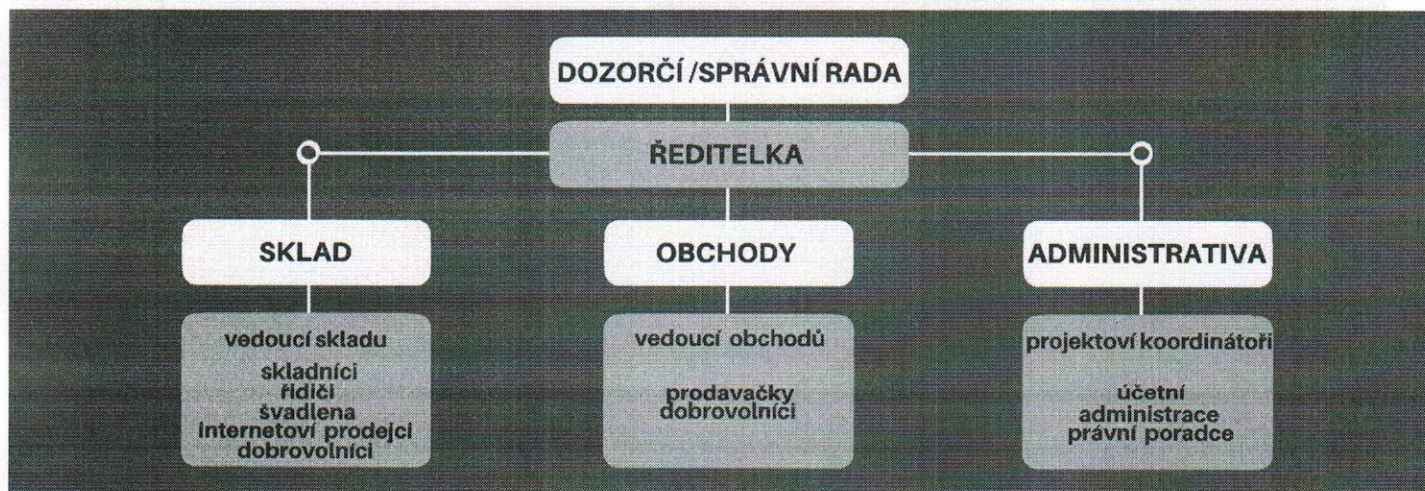 DOZORČÍ /SPRÁVNÍ RADA
ŘEDITELKA
SKLAD
vedoucí skladu
skladníci
řidiči
švadlena
internetoví prodejci
dobrovolníci
OBCHODY
vedoucí obchodů
prodavačky
dobrovolníci
ADMINISTRATIVA
projektoví koordinátoři
účetní
administrace
právní poradce